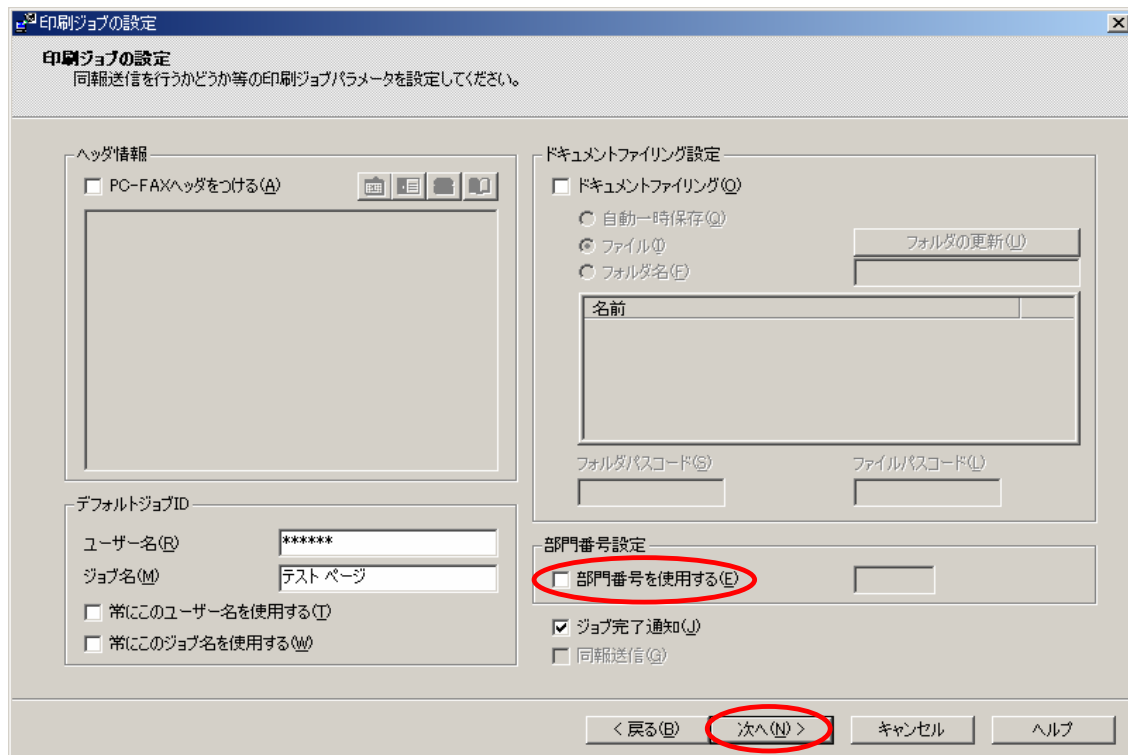 印刷ジョブの設定
印刷ジョブの設定
同報送信を行うかどうか等の印刷ジョブパラメータを設定してください。
ヘッダ情報
PC-FAXヘッダをつける(A)
デフォルトジョブID
ユーザー名(R)
******
ジョブ名(M)
テスト ページ
常にこのユーザー名を使用する(T)
常にこのジョブ名を使用する(W)
ドキュメントファイリング設定
ドキュメントファイリング(O)
自動一時保存(Q)
ファイル(I)
フォルダの更新(U)
フォルダ名(F)
名前
フォルダパスコード(S)
ファイルパスコード(L)
部門番号設定
部門番号を使用する(E)
ジョブ完了通知(J)
同報送信(G)
< 戻る(B)
次へ(N) >
キャンセル
ヘルプ